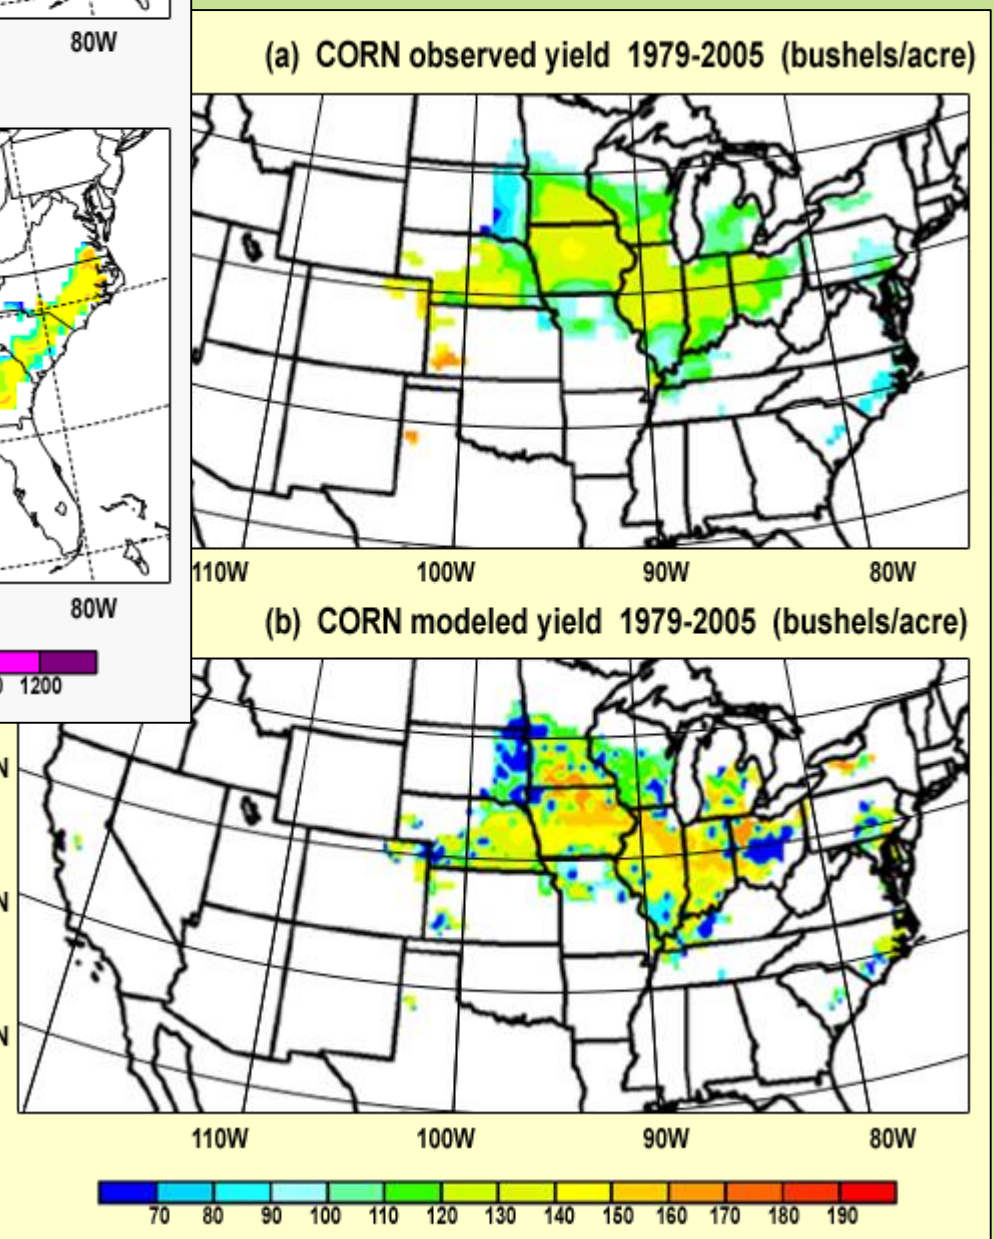 80W
(a) CORN observed yield 1979-2005 (bushels/acre)
110W 100W 90W 80W
80W
(b) CORN modeled yield 1979-2005 (bushels/acre)
1200
N
N
N
110W 100W 90W 80W
70 80 90 100 110 120 130 140 150 160 170 180 190